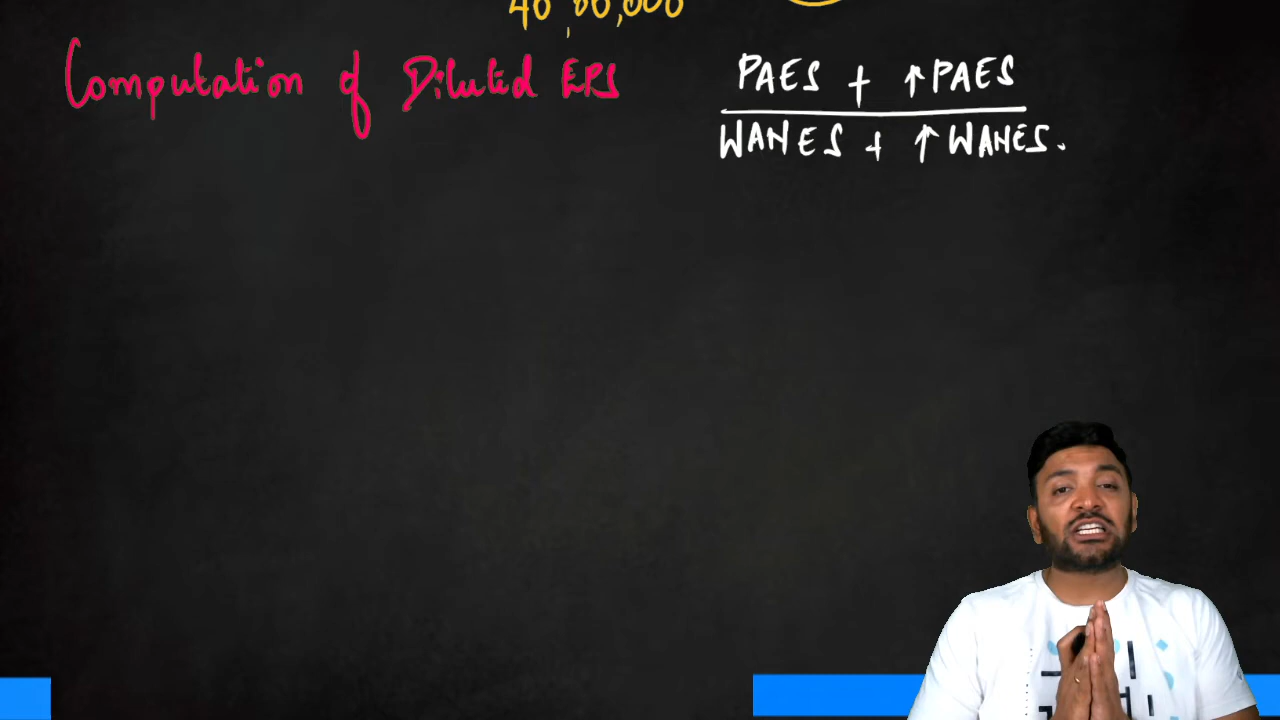 40,00,000
Computation of Diluted EPS
PAES + ↑PAES
WANES + ↑WANES.